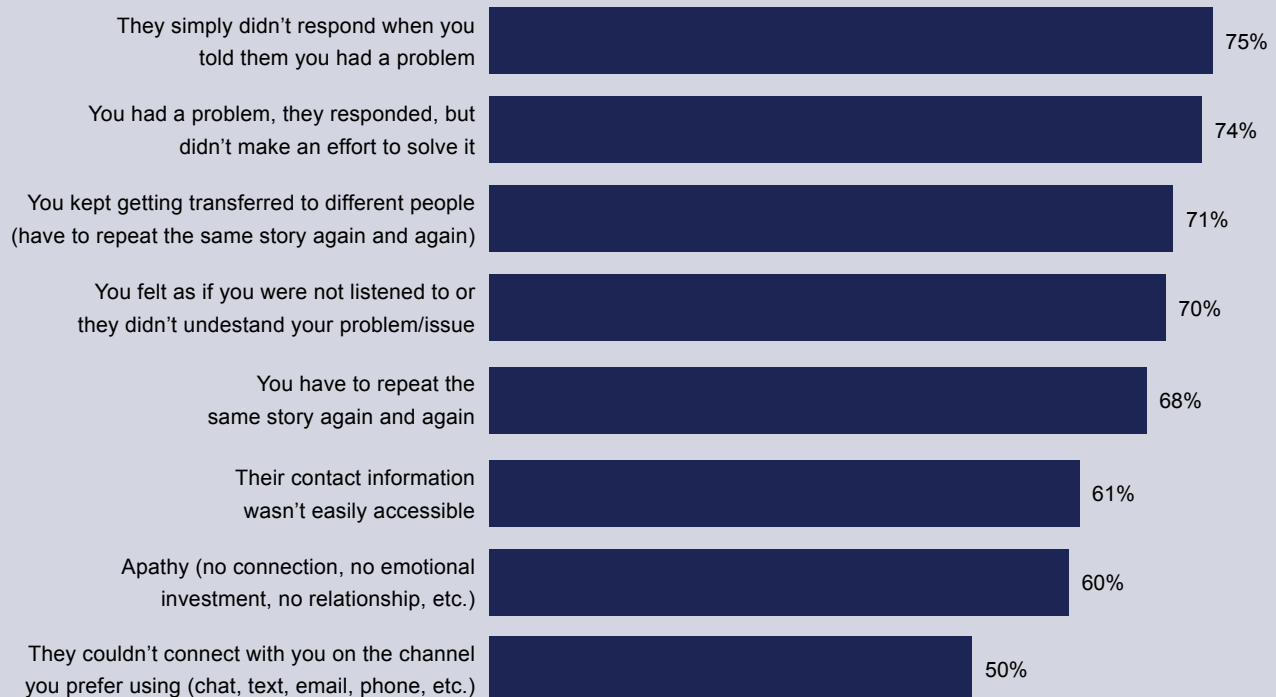 They simply didn’t respond when you
told them you had a problem
75%
You had a problem, they responded, but
didn’t make an effort to solve it
74%
You kept getting transferred to different people
(have to repeat the same story again and again)
71%
You felt as if you were not listened to or
they didn’t undestand your problem/issue
70%
You have to repeat the
same story again and again
68%
Their contact information
wasn’t easily accessible
61%
Apathy (no connection, no emotional
investment, no relationship, etc.)
60%
They couldn’t connect with you on the channel
you prefer using (chat, text, email, phone, etc.)
50%